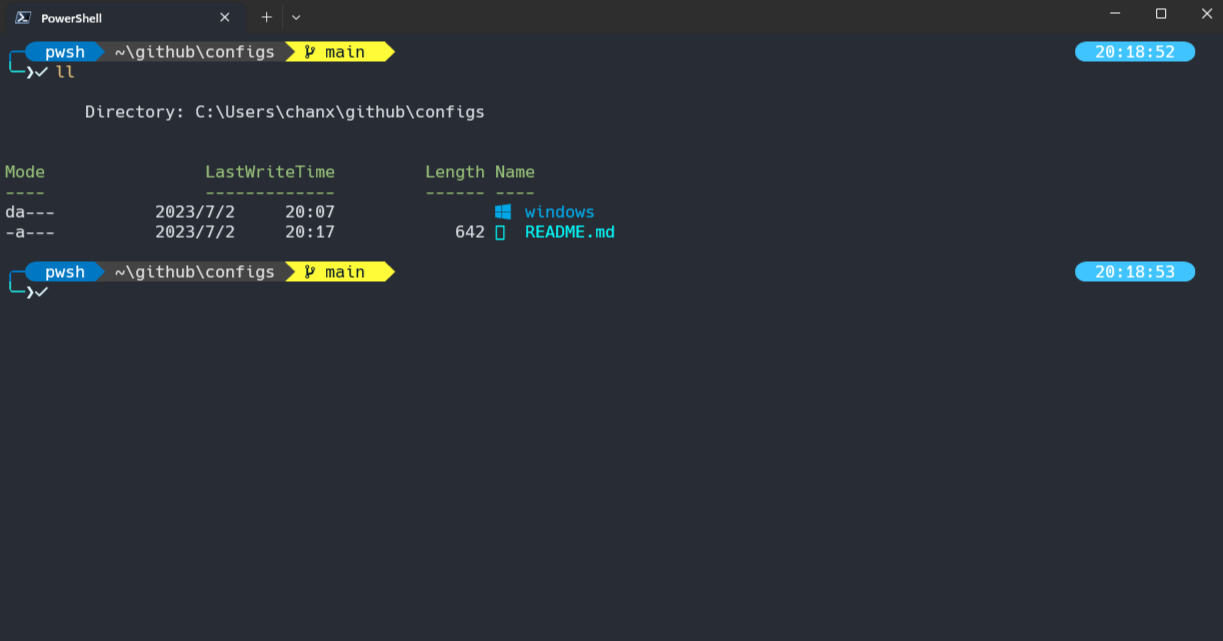 PowerShell
pwsh ~\github\configs main 20:18:52
ll
Directory: C:\Users\chanx\github\configs
Mode LastWriteTime Length Name
---- ------------- ------ ----
da--- 2023/7/2 20:07 windows
-a--- 2023/7/2 20:17 642 README.md
pwsh ~\github\configs main 20:18:53